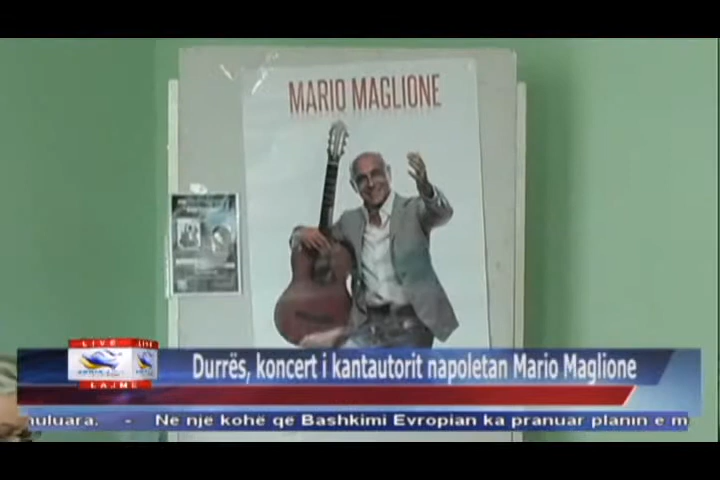 MARIO MAGLIONE
LIVE
Durrës, koncert i kantautorit napoletan Mario Maglione
LAJME
nuluara. - Ne një kohë që Bashkimi Evropian ka pranuar planin e m